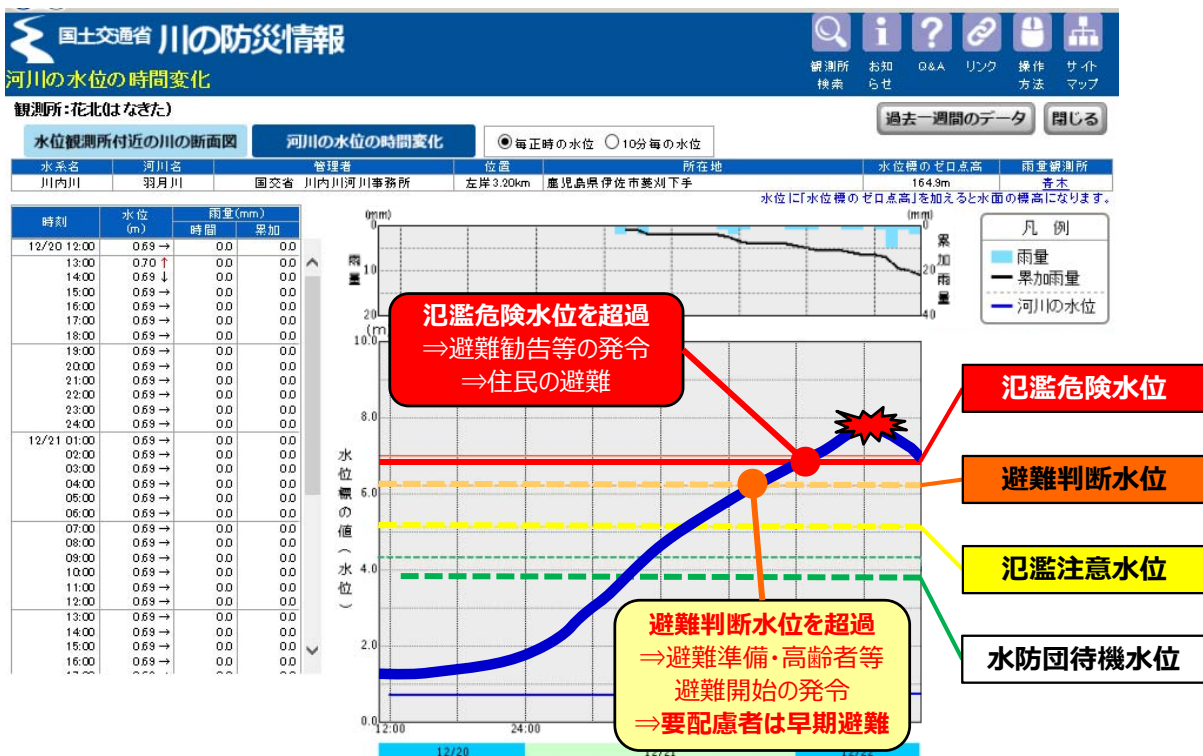 国土交通省 川の防災情報
河川の水位の時間変化
観測所検索
お知らせ
Q&A
リンク
操作方法
サイトマップ
観測所:花北(はなきた)
過去一週間のデータ
閉じる
水位観測所付近の川の断面図
河川の水位の時間変化
毎正時の水位 10分毎の水位
水系名 河川名 管理者 位置 所在地 水位標のゼロ点高 雨量観測所
川内川 羽月川 国交省 川内川河川事務所 左岸3.20km 鹿児島県伊佐市菱刈下手 164.9m 青木
水位に「水位標のゼロ点高」を加えると水面の標高になります。
時刻 水位(m) 雨量(mm)
時間 累加
12/20 12:00 0.69 → 0.0 0.0
13:00 0.70 ↑ 0.0 0.0
14:00 0.69 ↓ 0.0 0.0
15:00 0.69 → 0.0 0.0
16:00 0.69 → 0.0 0.0
17:00 0.69 → 0.0 0.0
18:00 0.69 → 0.0 0.0
19:00 0.69 → 0.0 0.0
20:00 0.69 → 0.0 0.0
21:00 0.69 → 0.0 0.0
22:00 0.69 → 0.0 0.0
23:00 0.69 → 0.0 0.0
24:00 0.69 → 0.0 0.0
12/21 01:00 0.69 → 0.0 0.0
02:00 0.69 → 0.0 0.0
03:00 0.69 → 0.0 0.0
04:00 0.69 → 0.0 0.0
05:00 0.69 → 0.0 0.0
06:00 0.69 → 0.0 0.0
07:00 0.69 → 0.0 0.0
08:00 0.69 → 0.0 0.0
09:00 0.69 → 0.0 0.0
10:00 0.69 → 0.0 0.0
11:00 0.69 → 0.0 0.0
12:00 0.69 → 0.0 0.0
13:00 0.69 → 0.0 0.0
14:00 0.69 → 0.0 0.0
15:00 0.69 → 0.0 0.0
16:00 0.69 → 0.0 0.0
(mm) (mm)
0 0
雨量
10
20
累加雨量
20
40
凡 例
雨量
累加雨量
河川の水位
(m
10.0
8.0
6.0
4.0
2.0
0.0
水位標の値(水位)
氾濫危険水位を超過
⇒避難勧告等の発令
⇒住民の避難
氾濫危険水位
避難判断水位
氾濫注意水位
水防団待機水位
避難判断水位を超過
⇒避難準備・高齢者等
避難開始の発令
⇒要配慮者は早期避難
12:00 24:00
12/20 12/21 12/22